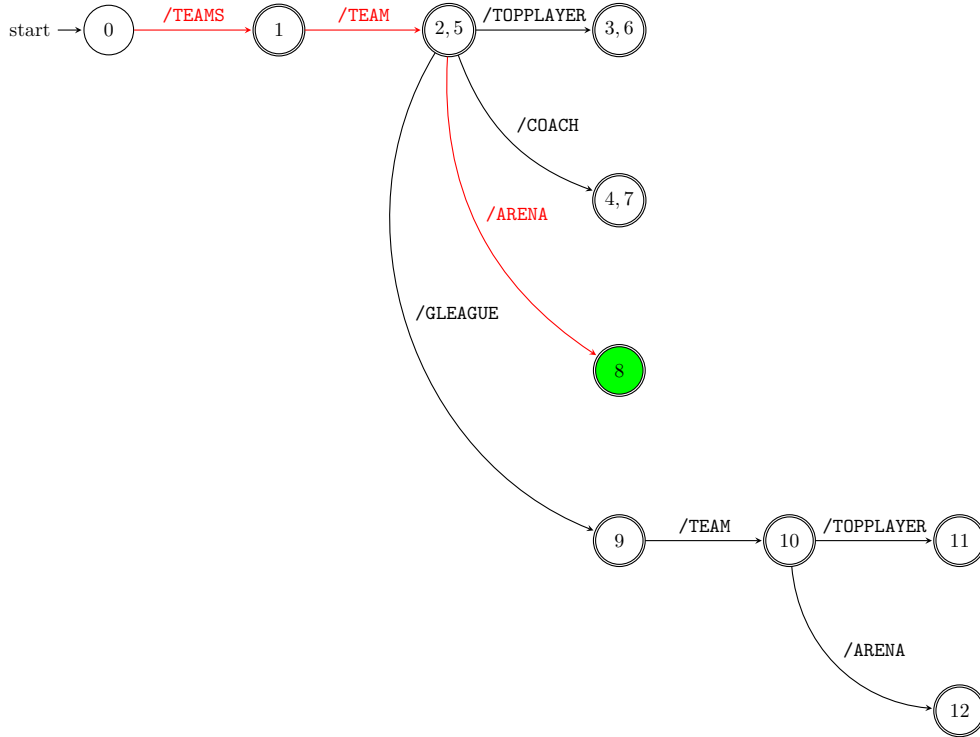 start 0 /TEAMS 1 /TEAM 2, 5 /TOPPLAYER 3, 6
/COACH
4, 7
/ARENA
/GLEAGUE
8
9 /TEAM 10 /TOPPLAYER 11
/ARENA
12